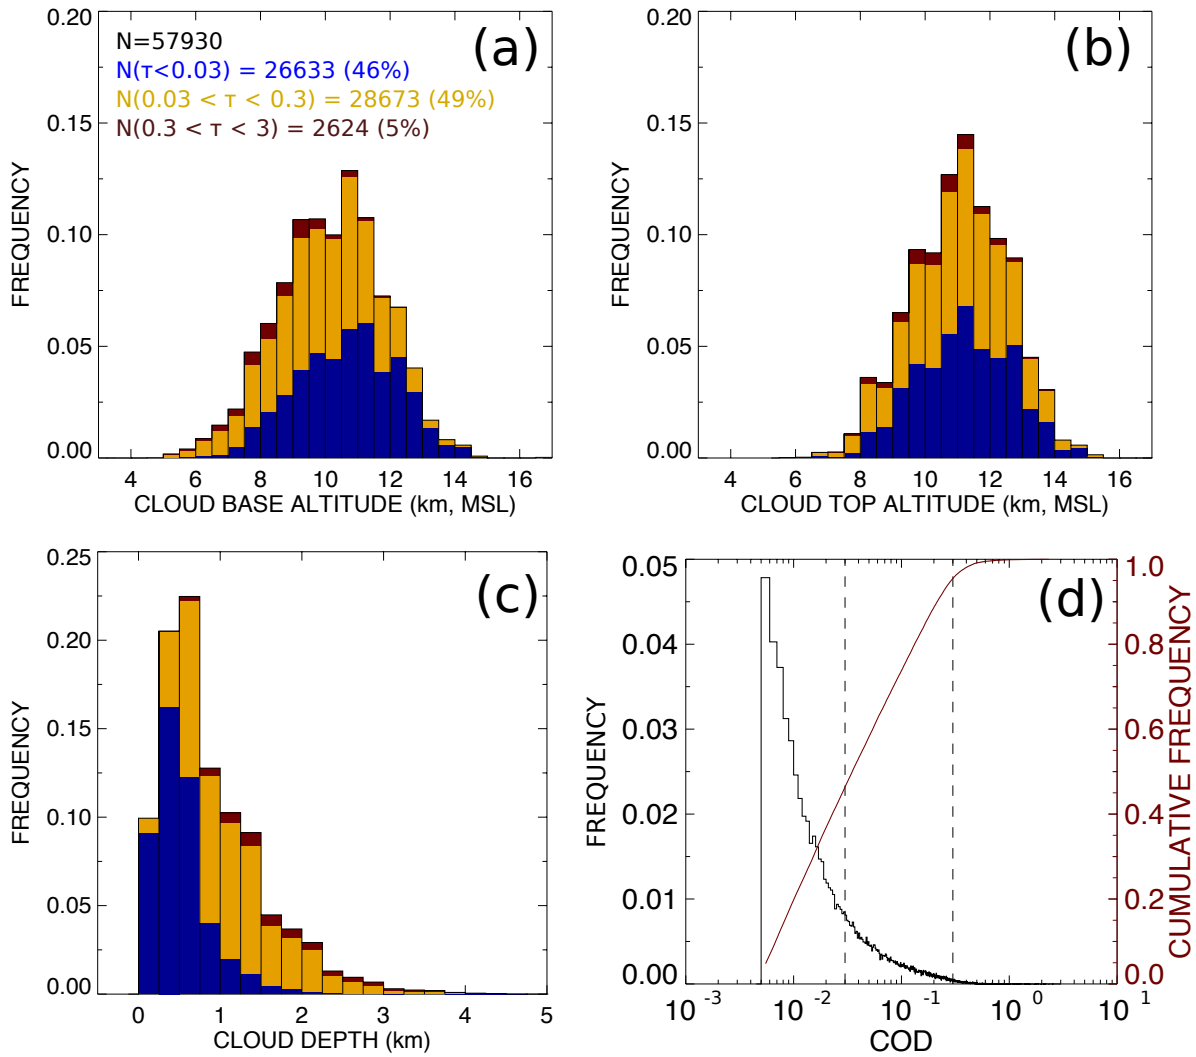 (a)
N=57930
N(τ<0.03) = 26633 (46%)
N(0.03 < τ < 0.3) = 28673 (49%)
N(0.3 < τ < 3) = 2624 (5%)
0.20
0.15
0.10
0.05
0.00
FREQUENCY
4 6 8 10 12 14 16
CLOUD BASE ALTITUDE (km, MSL)
(b)
0.20
0.15
0.10
0.05
0.00
FREQUENCY
4 6 8 10 12 14 16
CLOUD TOP ALTITUDE (km, MSL)
(c)
0.25
0.20
0.15
0.10
0.05
0.00
FREQUENCY
0 1 2 3 4 5
CLOUD DEPTH (km)
(d)
0.05
0.04
0.03
0.02
0.01
0.00
FREQUENCY
1.0
0.8
0.6
0.4
0.2
0.0
CUMULATIVE FREQUENCY
10⁻³ 10⁻² 10⁻¹ 10⁰ 10¹
COD